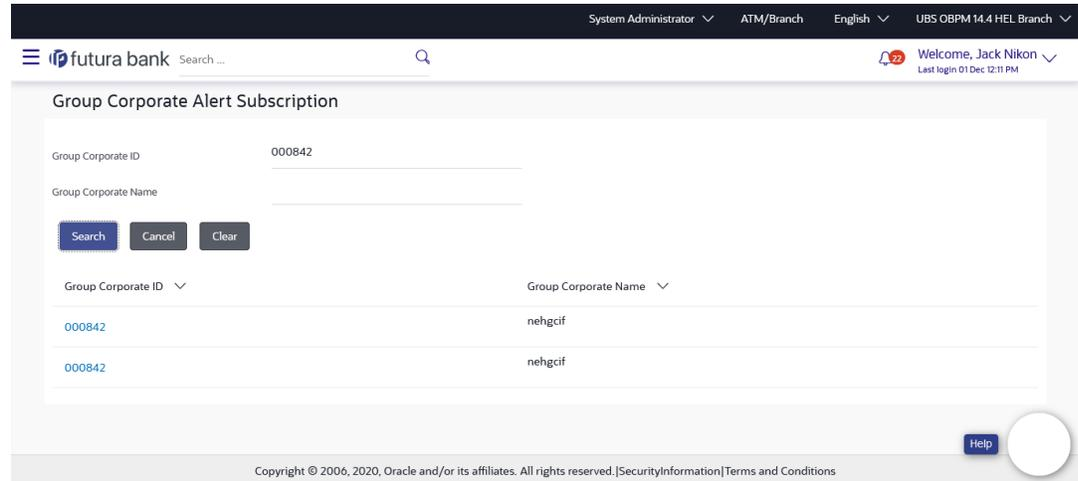 System Administrator ATM/Branch English UBS OBPM 14.4 HEL Branch
futura bank Search ... 22 Welcome, Jack Nikon
Last login 01 Dec 12:11 PM
Group Corporate Alert Subscription
Group Corporate ID 000842
Group Corporate Name
Search Cancel Clear
Group Corporate ID Group Corporate Name
000842 nehgcif
000842 nehgcif
Help
Copyright © 2006, 2020, Oracle and/or its affiliates. All rights reserved.|SecurityInformation|Terms and Conditions